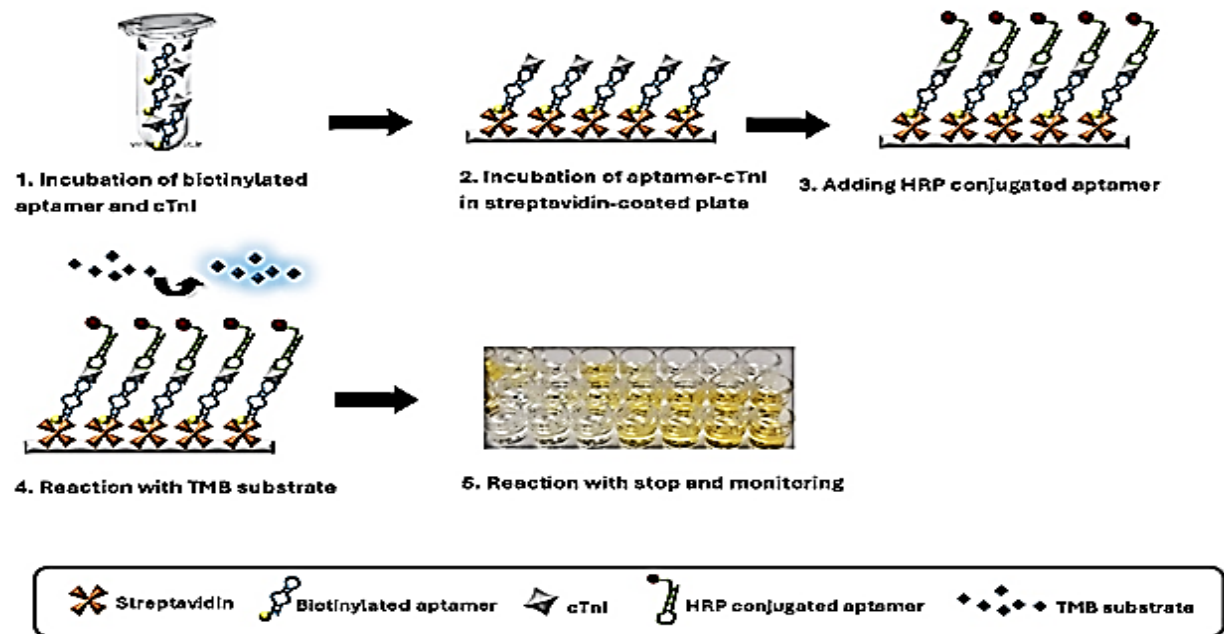 1. Incubation of biotinylated
aptamer and cTnI
2. Incubation of aptamer-cTnI
in streptavidin-coated plate
3. Adding HRP conjugated aptamer
4. Reaction with TMB substrate
5. Reaction with stop and monitoring
Streptavidin
Biotinylated aptamer
cTnI
HRP conjugated aptamer
TMB substrate